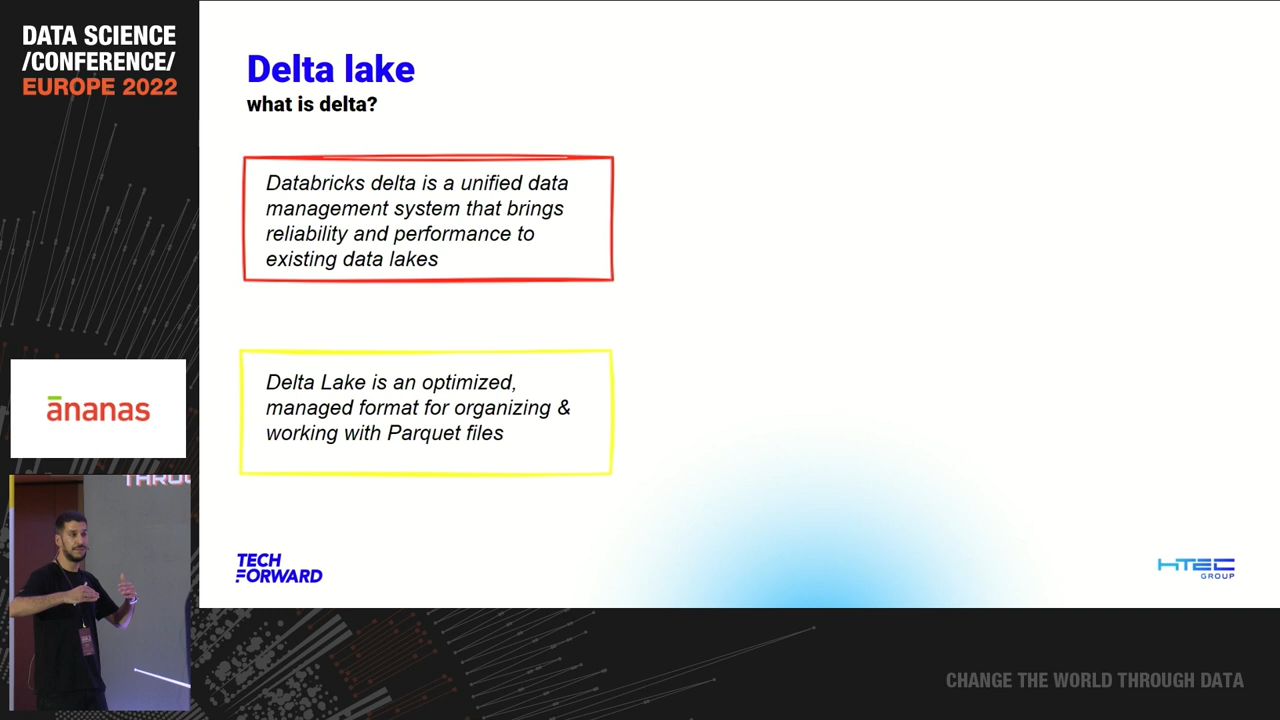 DATA SCIENCE
/CONFERENCE/
EUROPE 2022
Delta lake
what is delta?
Databricks delta is a unified data
management system that brings
reliability and performance to
existing data lakes
Delta Lake is an optimized,
managed format for organizing &
working with Parquet files
ānanas
TECH
FORWARD
HTEC
GROUP
CHANGE THE WORLD THROUGH DATA